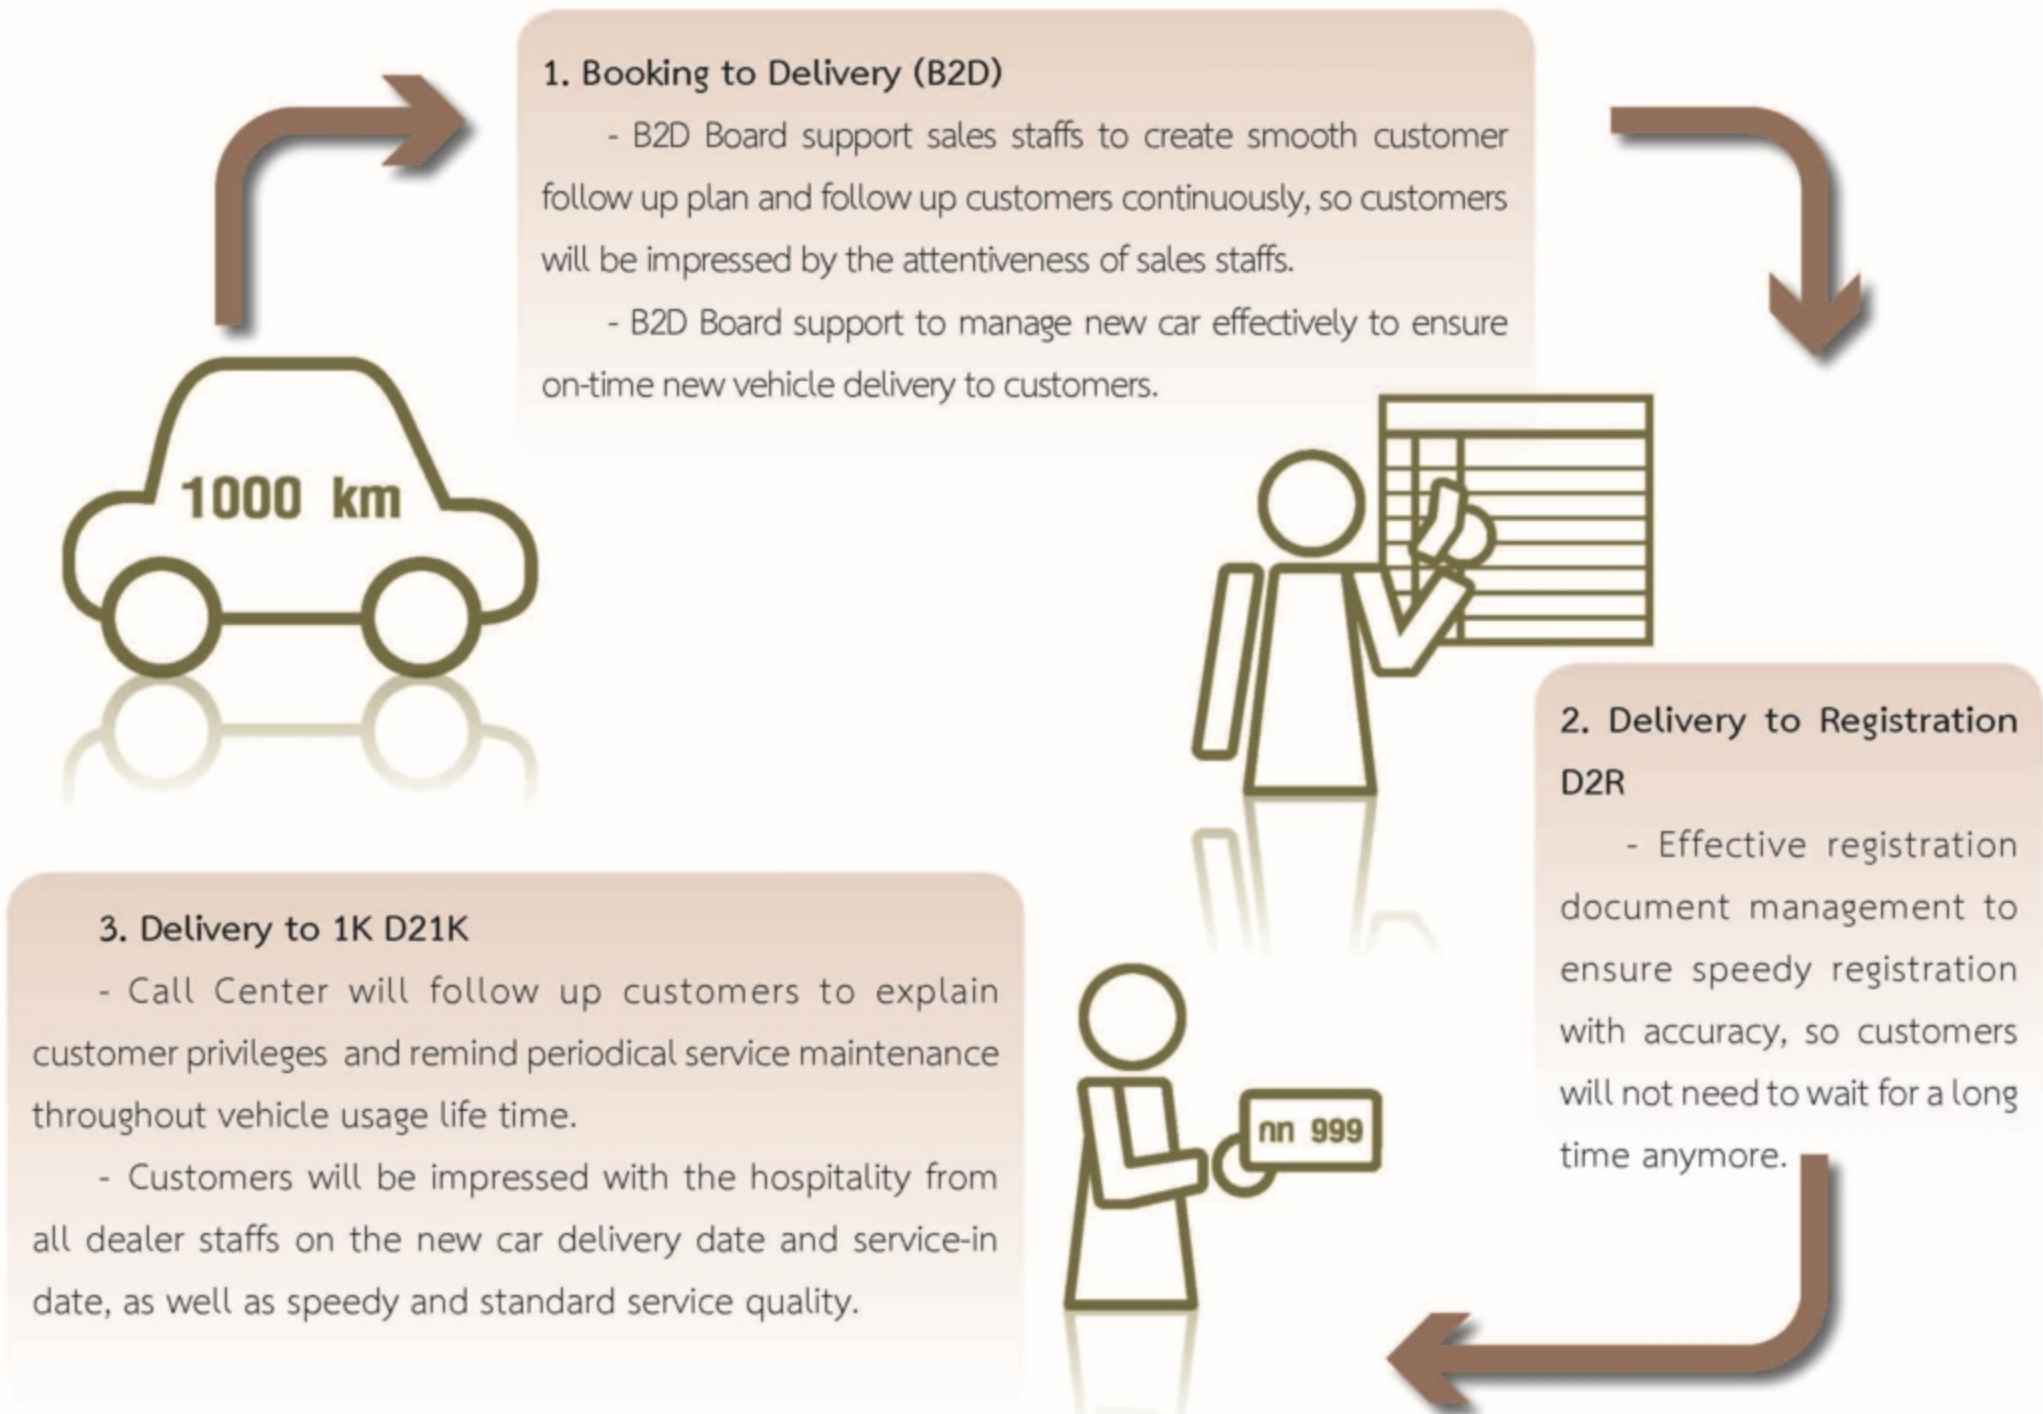 1. Booking to Delivery (B2D)
- B2D Board support sales staffs to create smooth customer
follow up plan and follow up customers continuously, so customers
will be impressed by the attentiveness of sales staffs.
- B2D Board support to manage new car effectively to ensure
on-time new vehicle delivery to customers.
1000 km
2. Delivery to Registration
D2R
- Effective registration
document management to
ensure speedy registration
with accuracy, so customers
will not need to wait for a long
time anymore.
3. Delivery to 1K D21K
- Call Center will follow up customers to explain
customer privileges and remind periodical service maintenance
throughout vehicle usage life time.
- Customers will be impressed with the hospitality from
all dealer staffs on the new car delivery date and service-in
date, as well as speedy and standard service quality.
กท 999